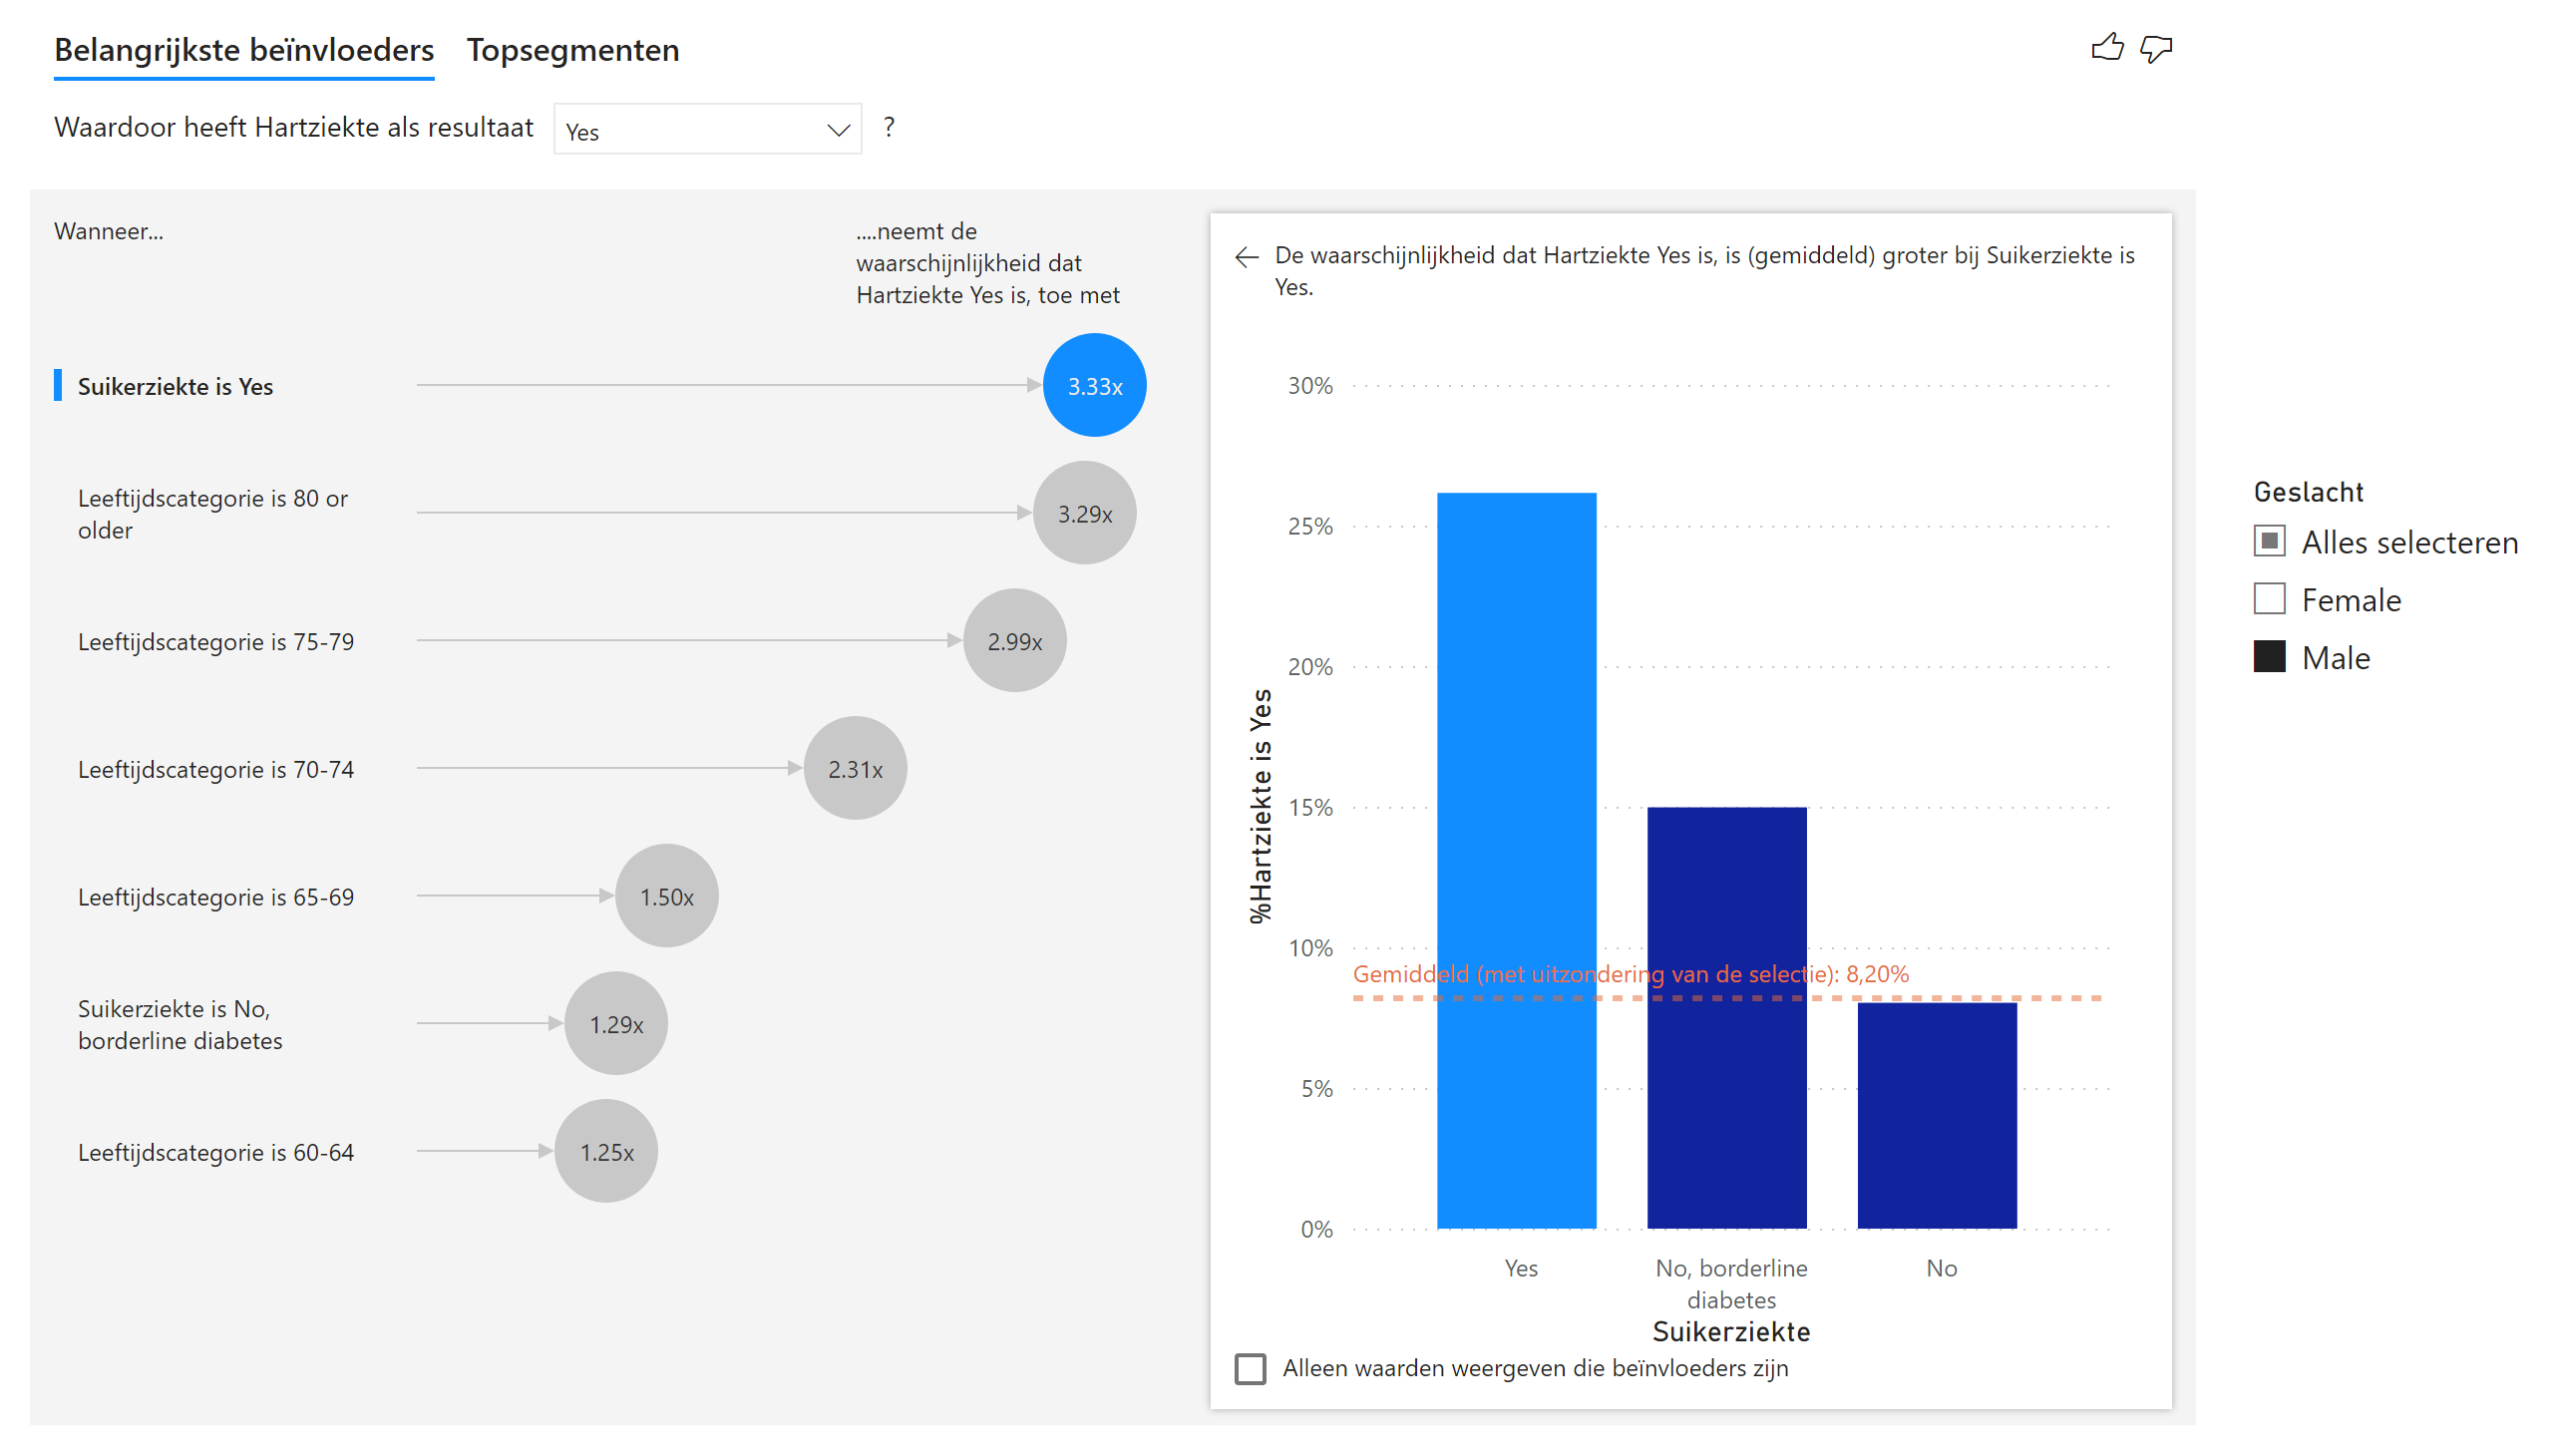 Belangrijkste beïnvloeders Topsegmenten
Waardoor heeft Hartziekte als resultaat Yes ?
Wanneer...
....neemt de
waarschijnlijkheid dat
Hartziekte Yes is, toe met
Suikerziekte is Yes
3.33x
Leeftijdscategorie is 80 or
older
3.29x
Leeftijdscategorie is 75-79
2.99x
Leeftijdscategorie is 70-74
2.31x
Leeftijdscategorie is 65-69
1.50x
Suikerziekte is No,
borderline diabetes
1.29x
Leeftijdscategorie is 60-64
1.25x
De waarschijnlijkheid dat Hartziekte Yes is, is (gemiddeld) groter bij Suikerziekte is
Yes.
%Hartziekte is Yes
30%
25%
20%
15%
10%
5%
0%
Gemiddeld (met uitzondering van de selectie): 8,20%
Yes
No, borderline
diabetes
No
Suikerziekte
Alleen waarden weergeven die beïnvloeders zijn
Geslacht
Alles selecteren
Female
Male